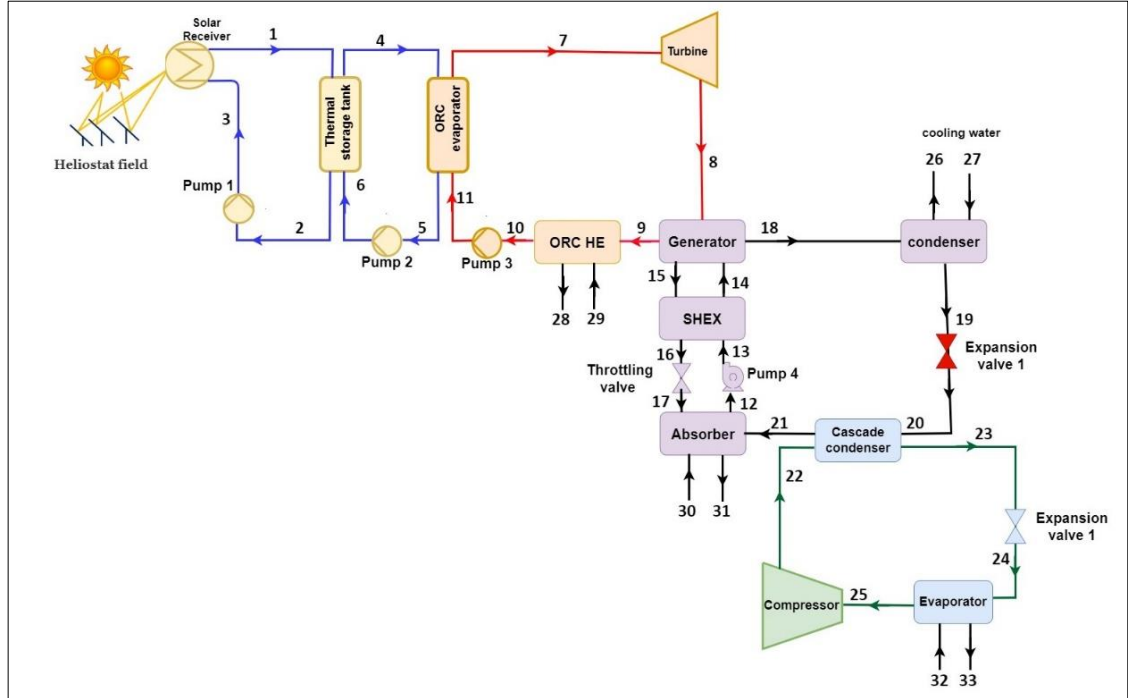 Solar
Receiver
1
4
7
Turbine
Thermal
storage tank
ORC
evaporator
3
Heliostat field
cooling water
26
27
8
Pump 1
6
11
2
5
Pump 2
10
Pump 3
ORC HE
9
Generator
18
condenser
15
14
28
29
SHEX
19
16
13
Expansion
valve 1
Throttling
valve
Pump 4
17
12
Absorber
21
Cascade
condenser
20
23
22
30
31
Expansion
valve 1
24
Compressor
25
Evaporator
32
33